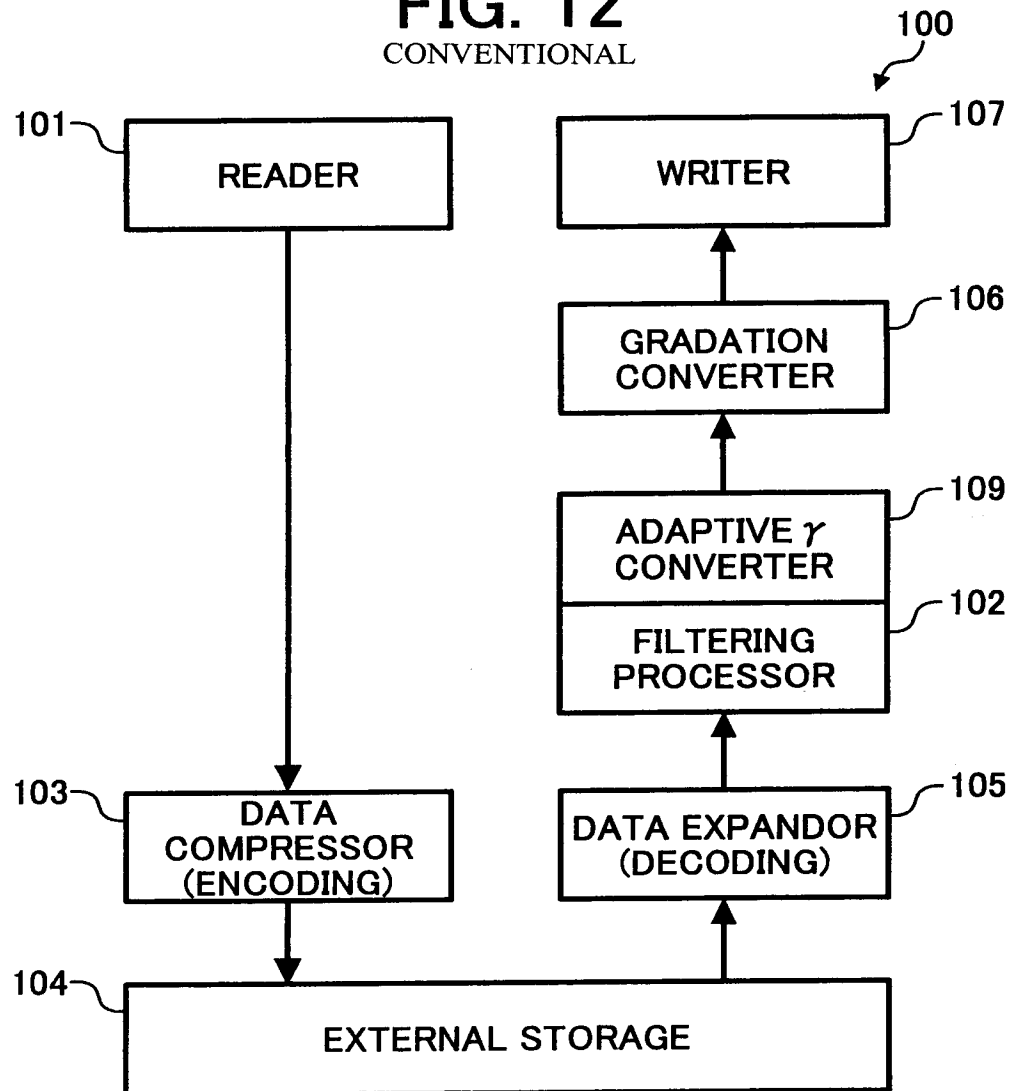 FIG. 12
CONVENTIONAL
100
101
READER
107
WRITER
106
GRADATION
CONVERTER
109
ADAPTIVE γ
CONVERTER
102
FILTERING
PROCESSOR
103
DATA
COMPRESSOR
(ENCODING)
105
DATA EXPANDOR
(DECODING)
104
EXTERNAL STORAGE